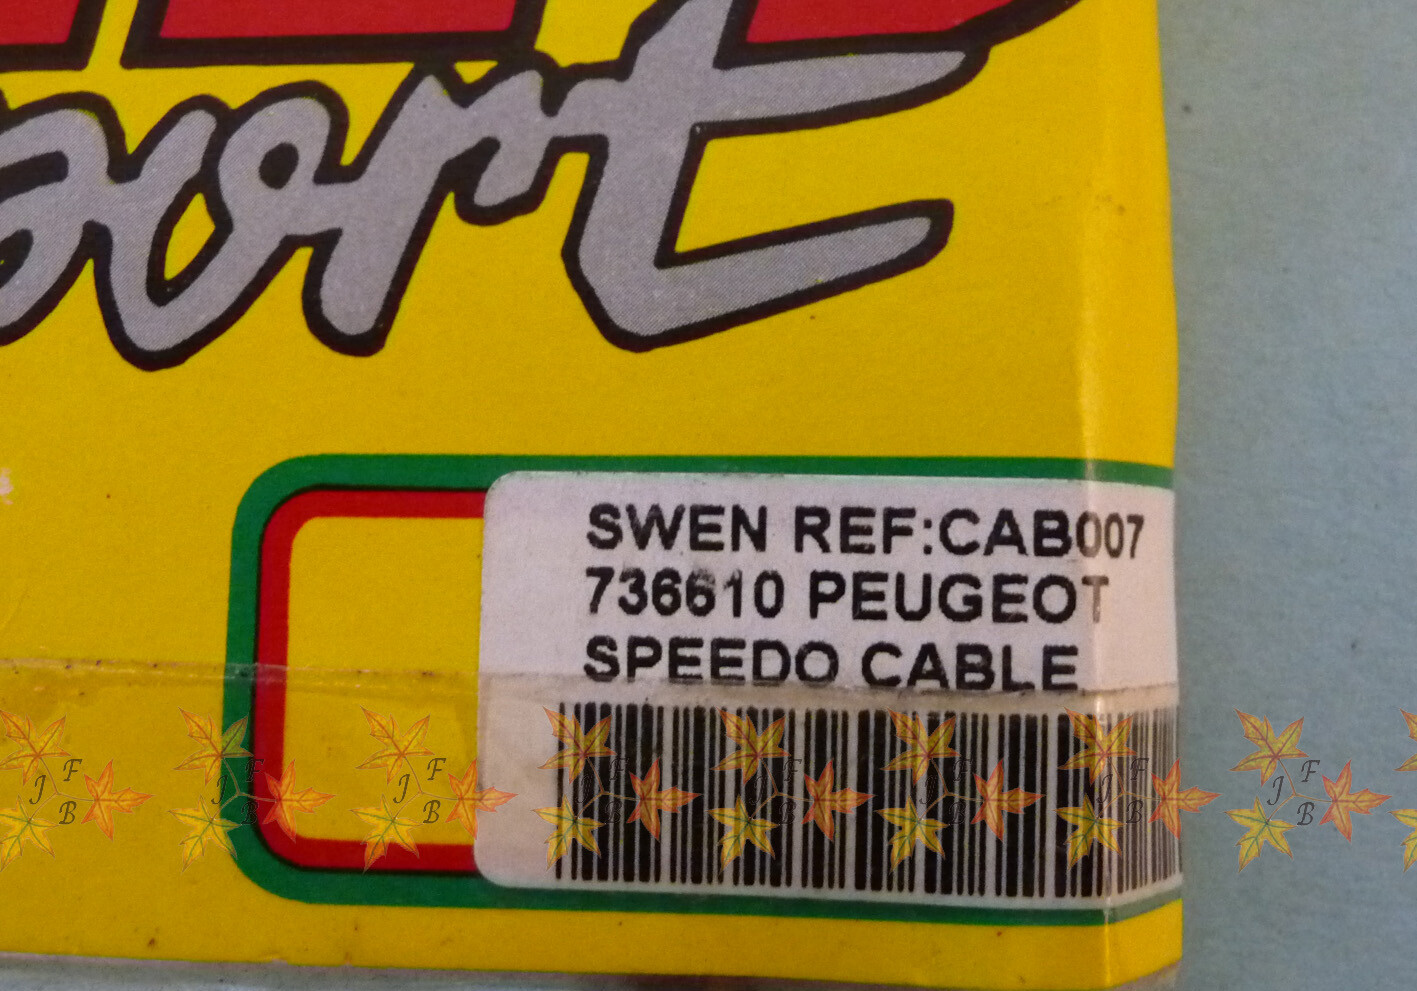 SWEN REF:CAB007
736610 PEUGEOT
SPEEDO CABLE
J F B J F B J F B J F B J F B J F B J F B J F B